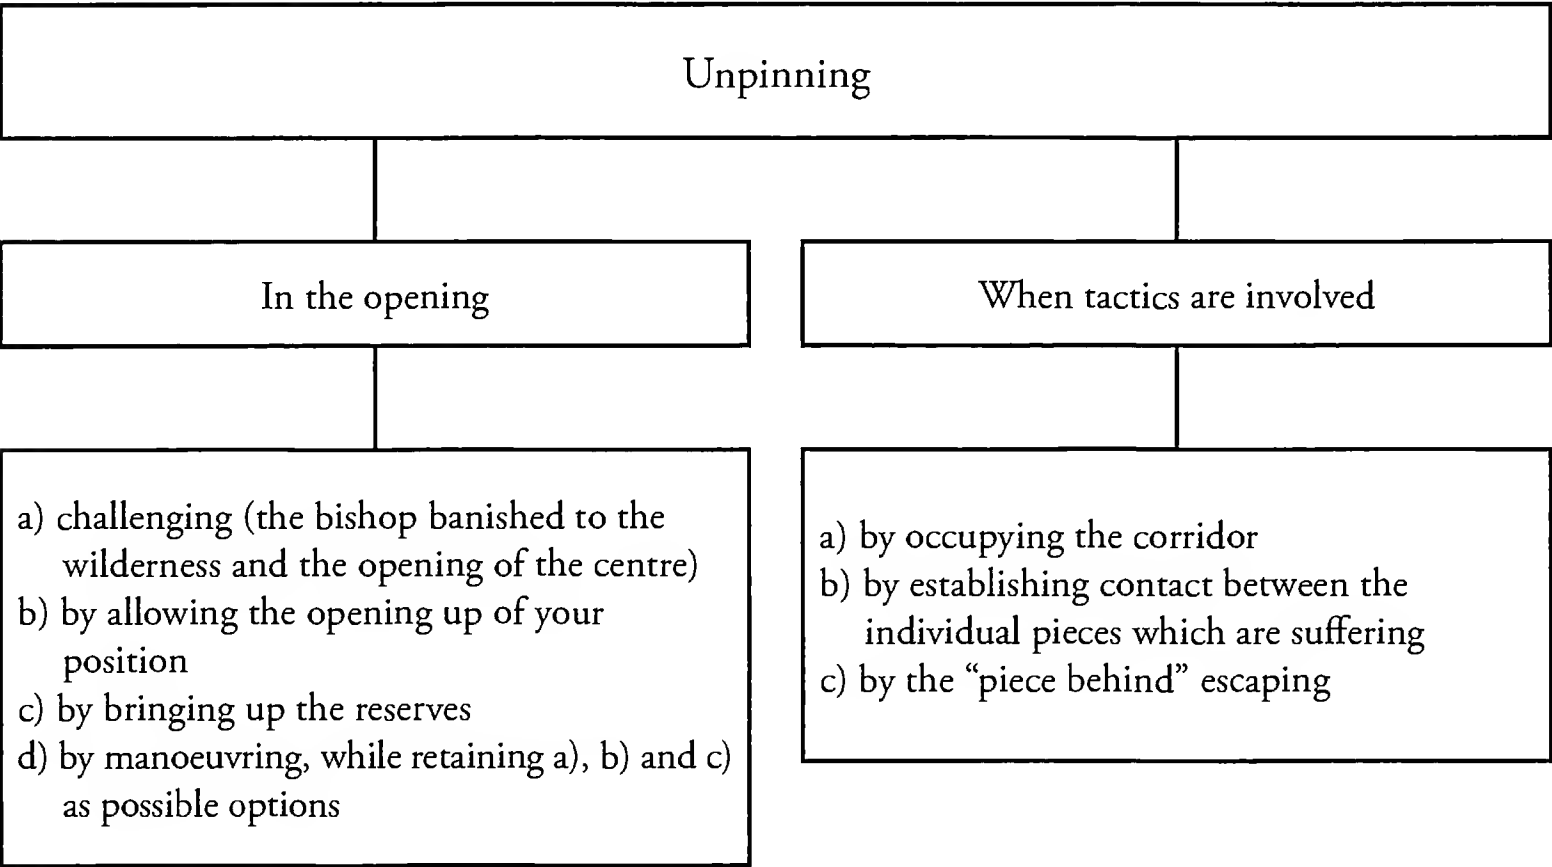 Unpinning
In the opening
When tactics are involved
a) challenging (the bishop banished to the
wilderness and the opening of the centre)
b) by allowing the opening up of your
position
c) by bringing up the reserves
d) by manoeuvring, while retaining a), b) and c)
as possible options
a) by occupying the corridor
b) by establishing contact between the
individual pieces which are suffering
c) by the “piece behind” escaping